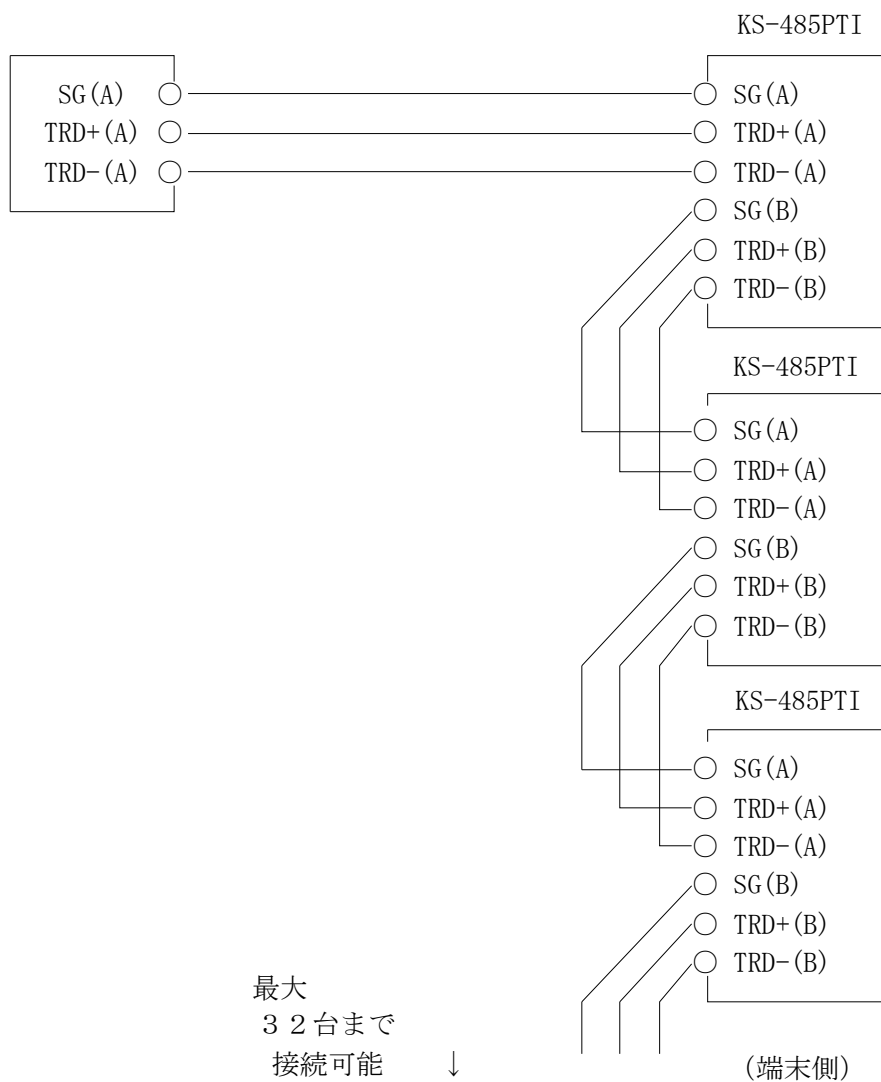 KS-485PTI
SG(A)
TRD+(A)
TRD-(A)
SG(A)
TRD+(A)
TRD-(A)
SG(B)
TRD+(B)
TRD-(B)
KS-485PTI
SG(A)
TRD+(A)
TRD-(A)
SG(B)
TRD+(B)
TRD-(B)
KS-485PTI
SG(A)
TRD+(A)
TRD-(A)
SG(B)
TRD+(B)
TRD-(B)
最大
32台まで
接続可能 ↓
(端末側)